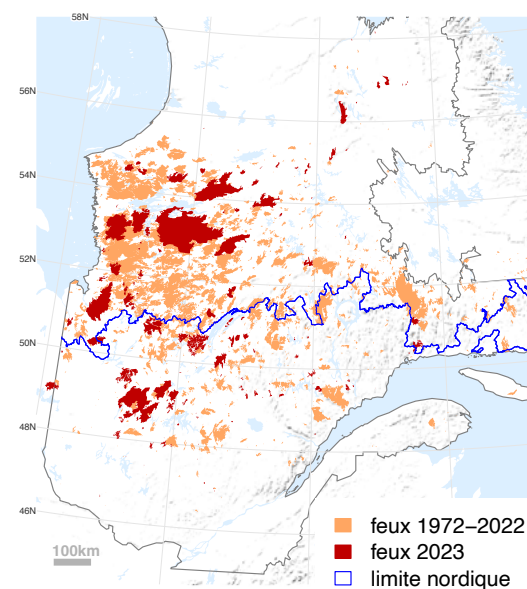 58N
56N
54N
52N
50N
48N
46N
100km
feux 1972–2022
feux 2023
limite nordique